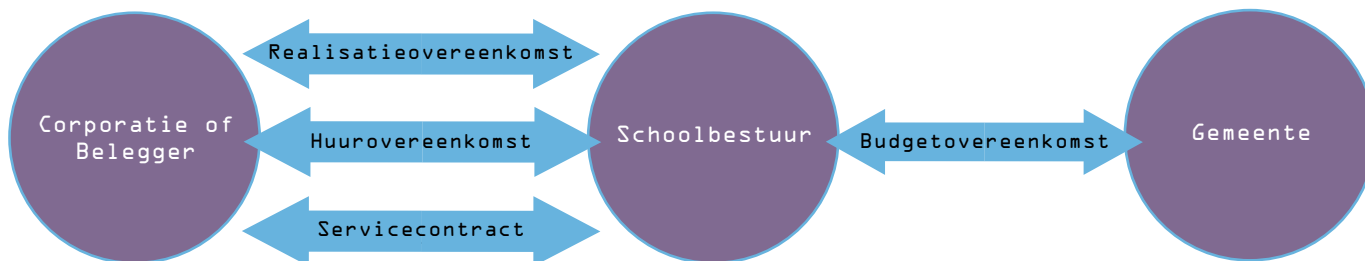 Realisatieovereenkomst
Corporatie of
Belegger
Huurovereenkomst
Schoolbestuur
Budgetovereenkomst
Gemeente
Servicecontract